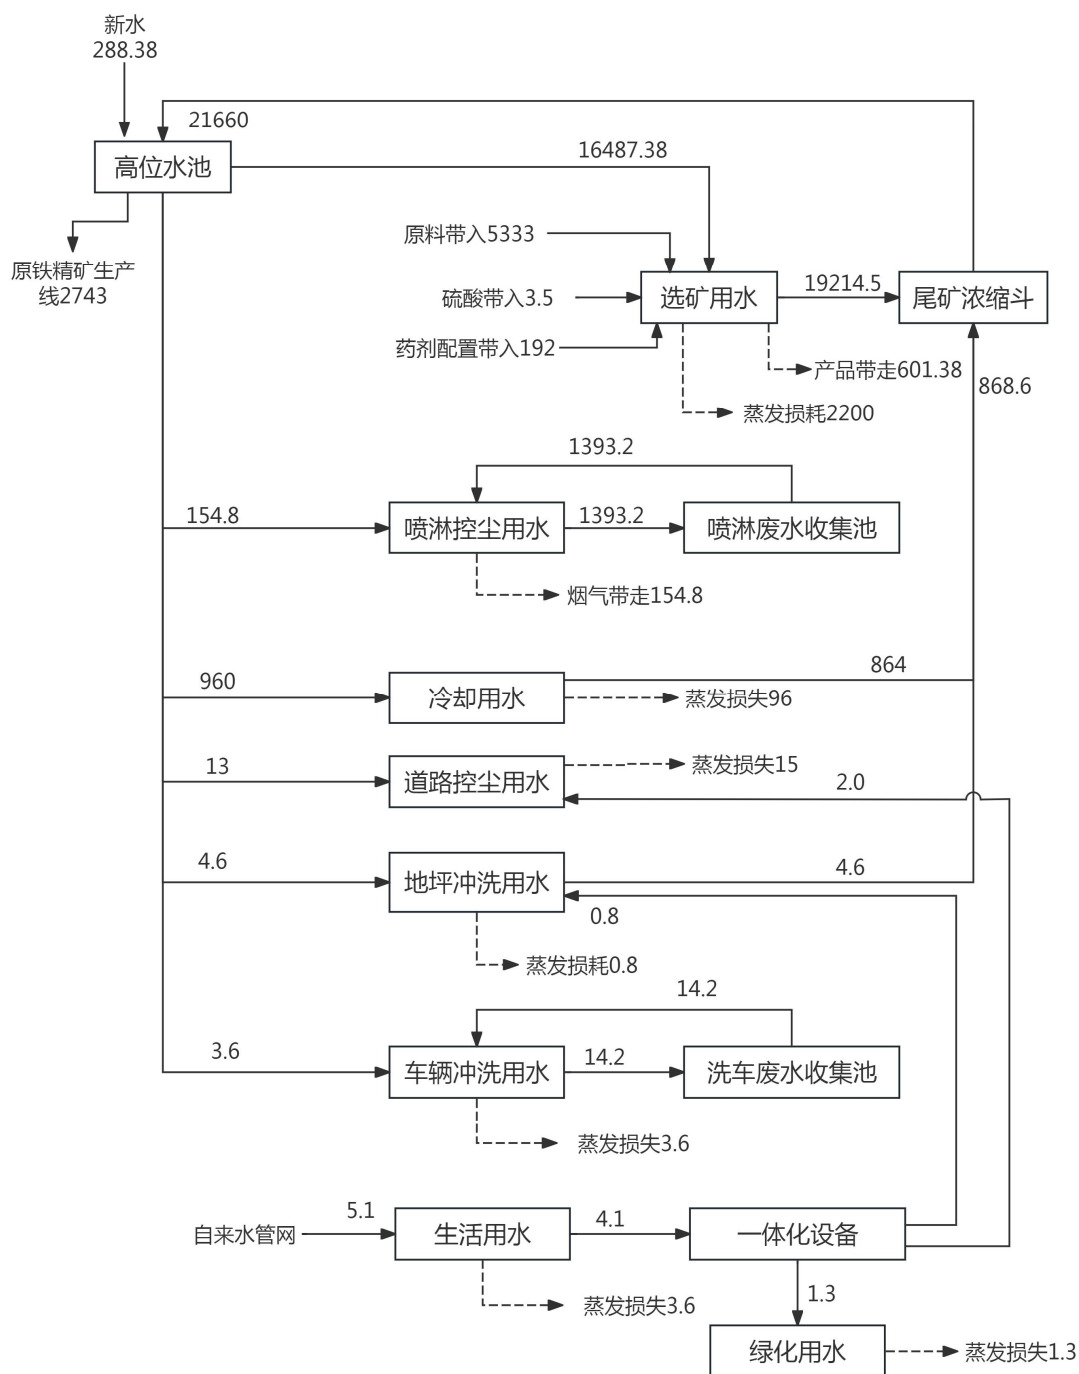 新水
288.38
21660
高位水池
16487.38
原铁精矿生产
线2743
原料带入5333
硫酸带入3.5
选矿用水
19214.5
尾矿浓缩斗
药剂配置带入192
产品带走601.38
868.6
蒸发损耗2200
1393.2
154.8
喷淋控尘用水
1393.2
喷淋废水收集池
烟气带走154.8
960
冷却用水
864
蒸发损失96
13
道路控尘用水
蒸发损失15
2.0
4.6
地坪冲洗用水
4.6
0.8
蒸发损耗0.8
14.2
3.6
车辆冲洗用水
14.2
洗车废水收集池
蒸发损失3.6
自来水管网
5.1
生活用水
4.1
一体化设备
蒸发损失3.6
1.3
绿化用水
蒸发损失1.3